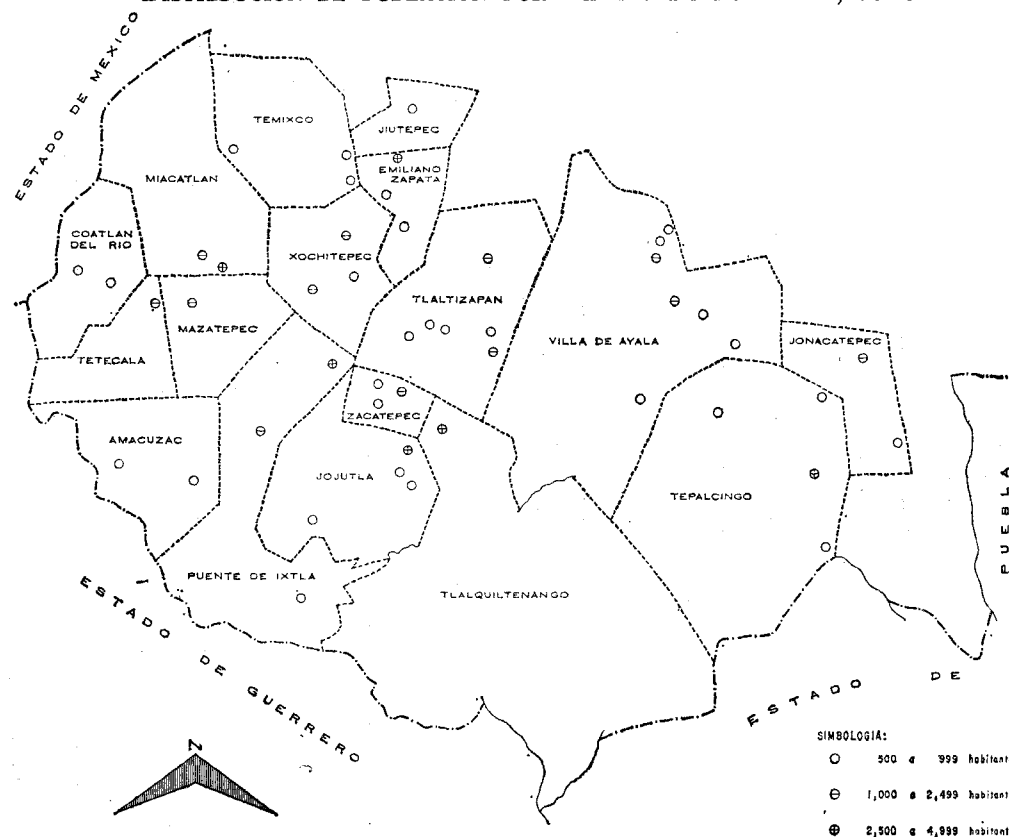 ESTADO DE MEXICO
TEMIXCO
JIUTEPEC
EMILIANO
ZAPATA
MIACATLAN
COATLAN
DEL RIO
XOCHITEPEC
TLALTIZAPAN
MAZATEPEC
VILLA DE AYALA
JONACATEPEC
TETECALA
ZACATEPEC
AMACUZAC
JOJUTLA
TEPALCINGO
PUENTE DE IXTLA
TLALQUILTENANGO
PUEBLA
ESTADO DE GUERRERO
ESTADO DE
N
SIMBOLOGIA:
500 a 999 habitant
1,000 a 2,499 habitant
2,500 a 4,999 habitant